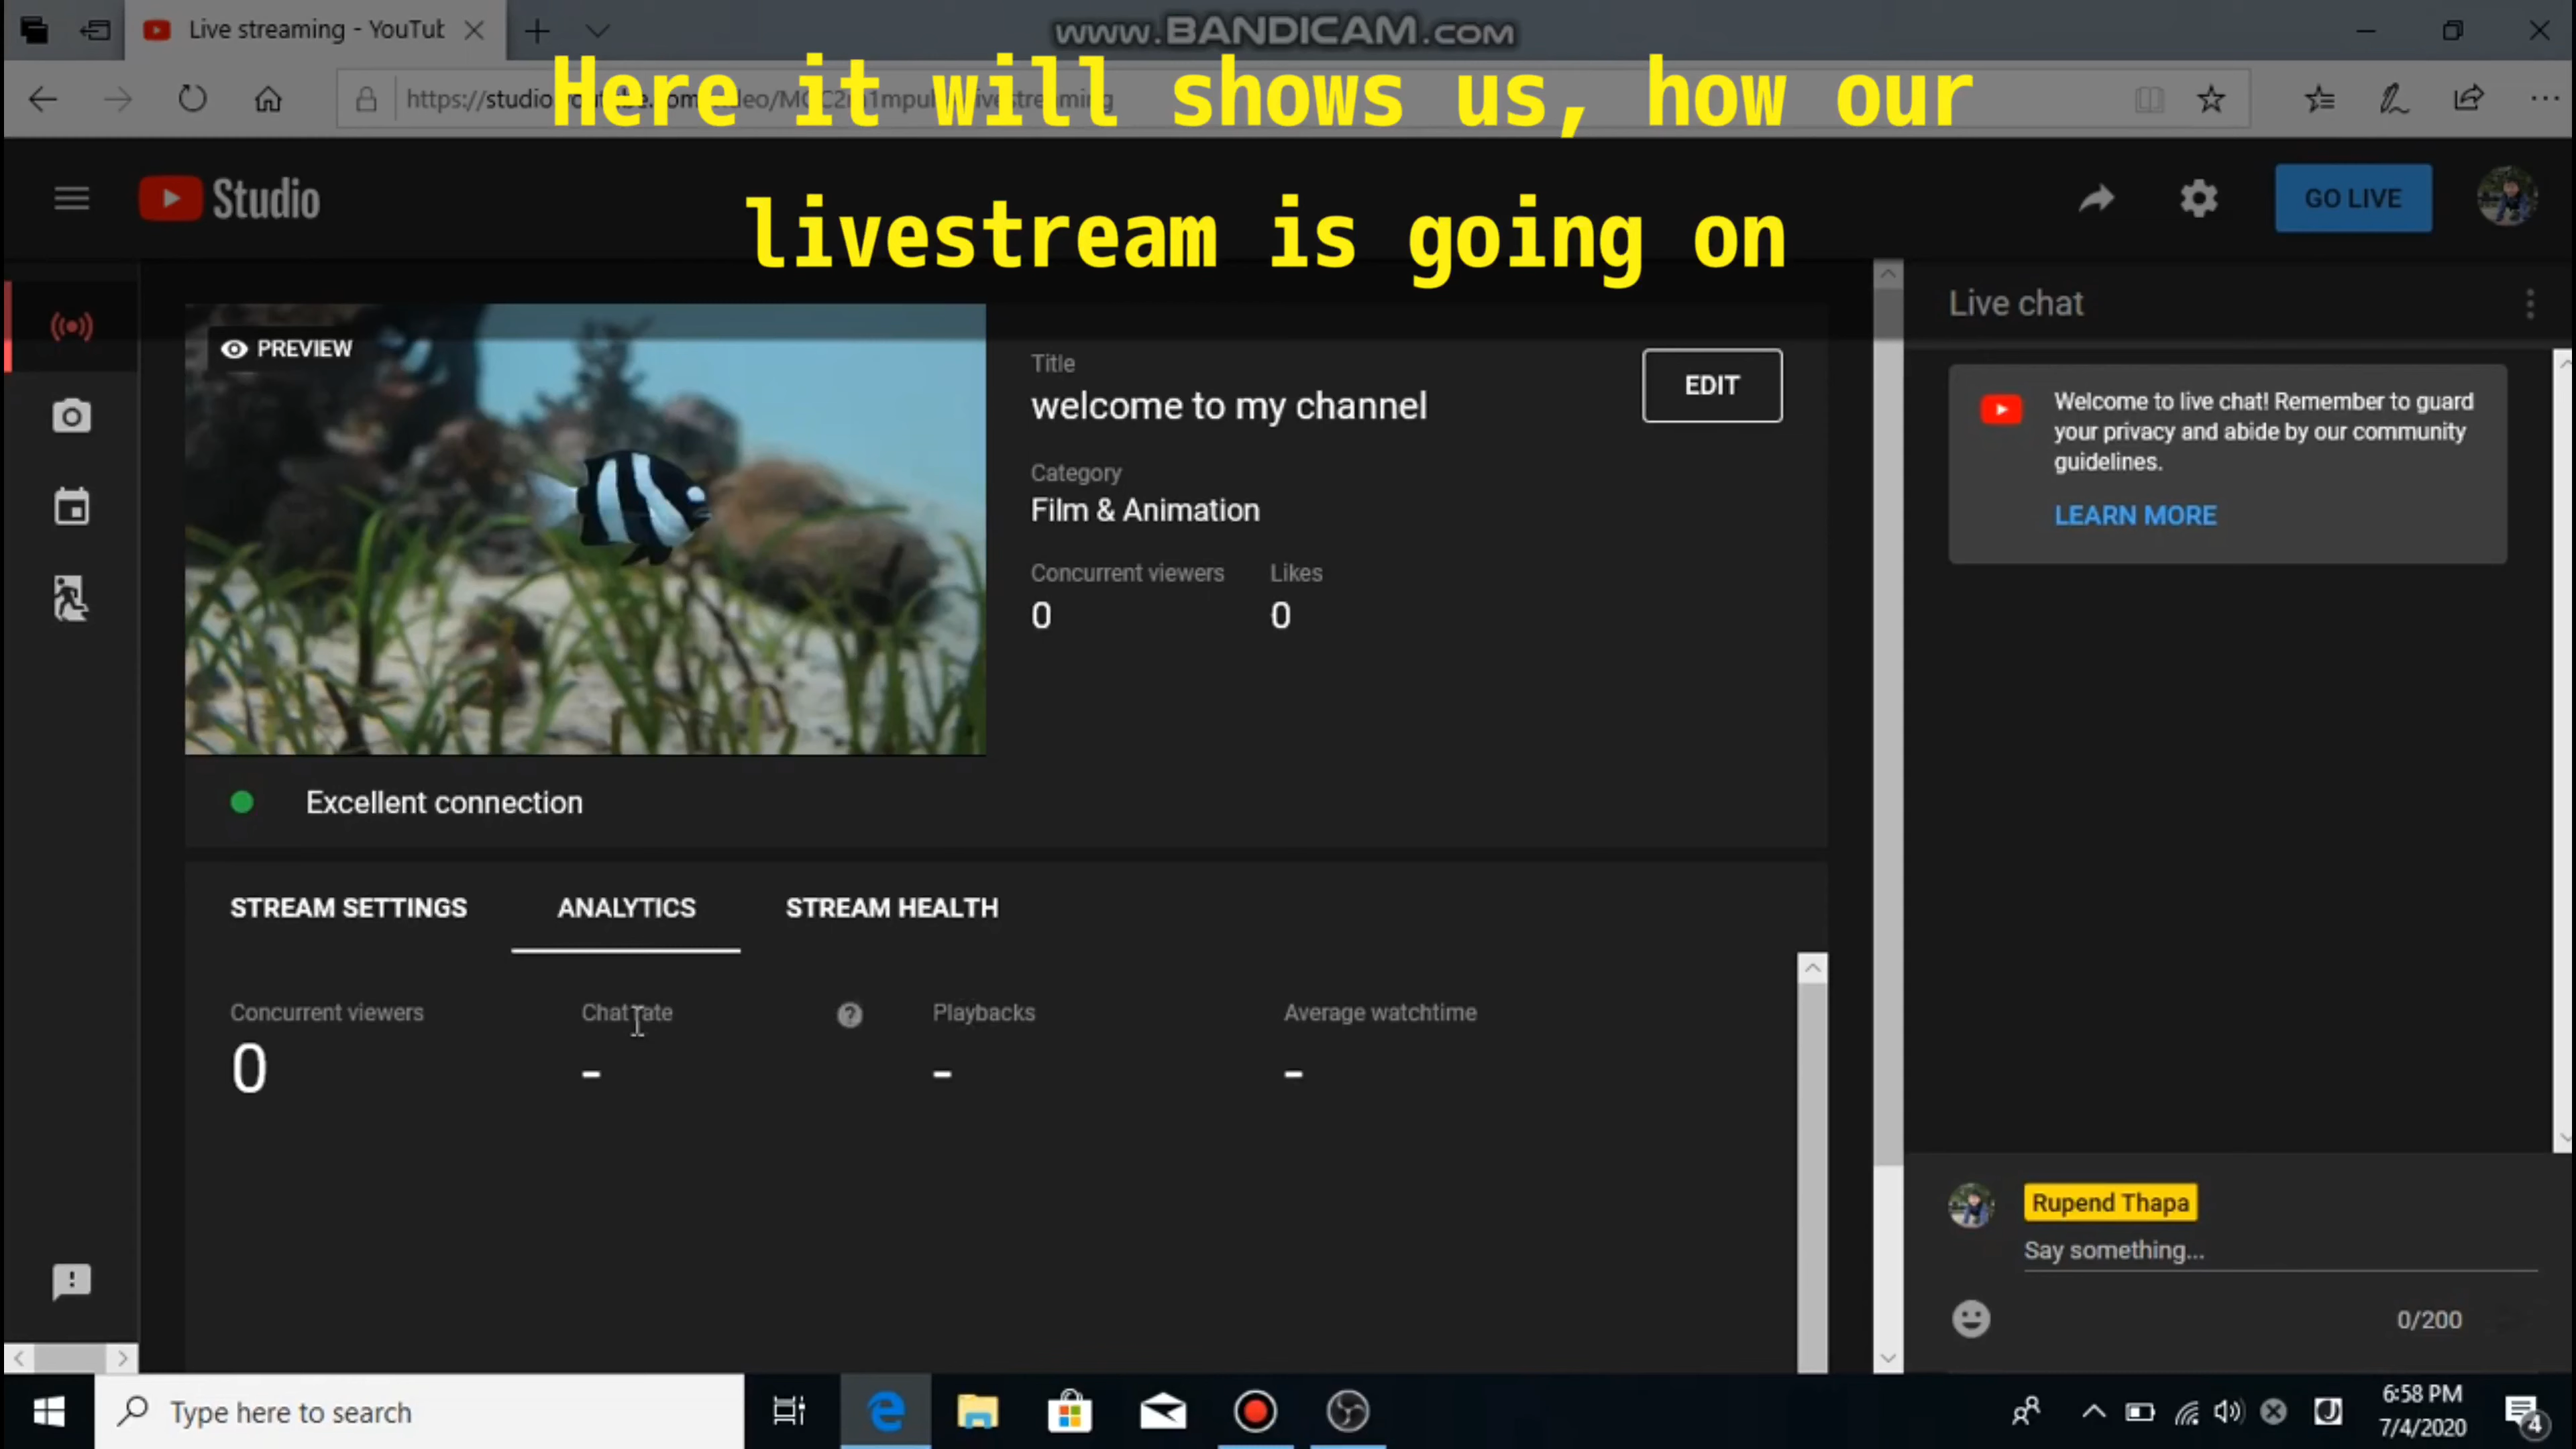 Live streaming - YouTub
www.BANDICAM.com
Here it will shows us, how our
livestream is going on
Studio
GO LIVE
PREVIEW
Title
welcome to my channel
EDIT
Category
Film & Animation
Concurrent viewers
Likes
0
0
Excellent connection
STREAM SETTINGS
ANALYTICS
STREAM HEALTH
Concurrent viewers
Chat rate
Playbacks
Average watchtime
0
-
-
-
Live chat
Welcome to live chat! Remember to guard
your privacy and abide by our community
guidelines.
LEARN MORE
Rupend Thapa
Say something...
0/200
Type here to search
6:58 PM
7/4/2020
4